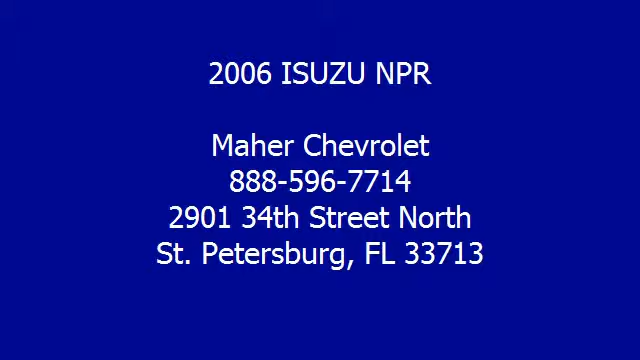 2006 ISUZU NPR
Maher Chevrolet
888-596-7714
2901 34th Street North
St. Petersburg, FL 33713